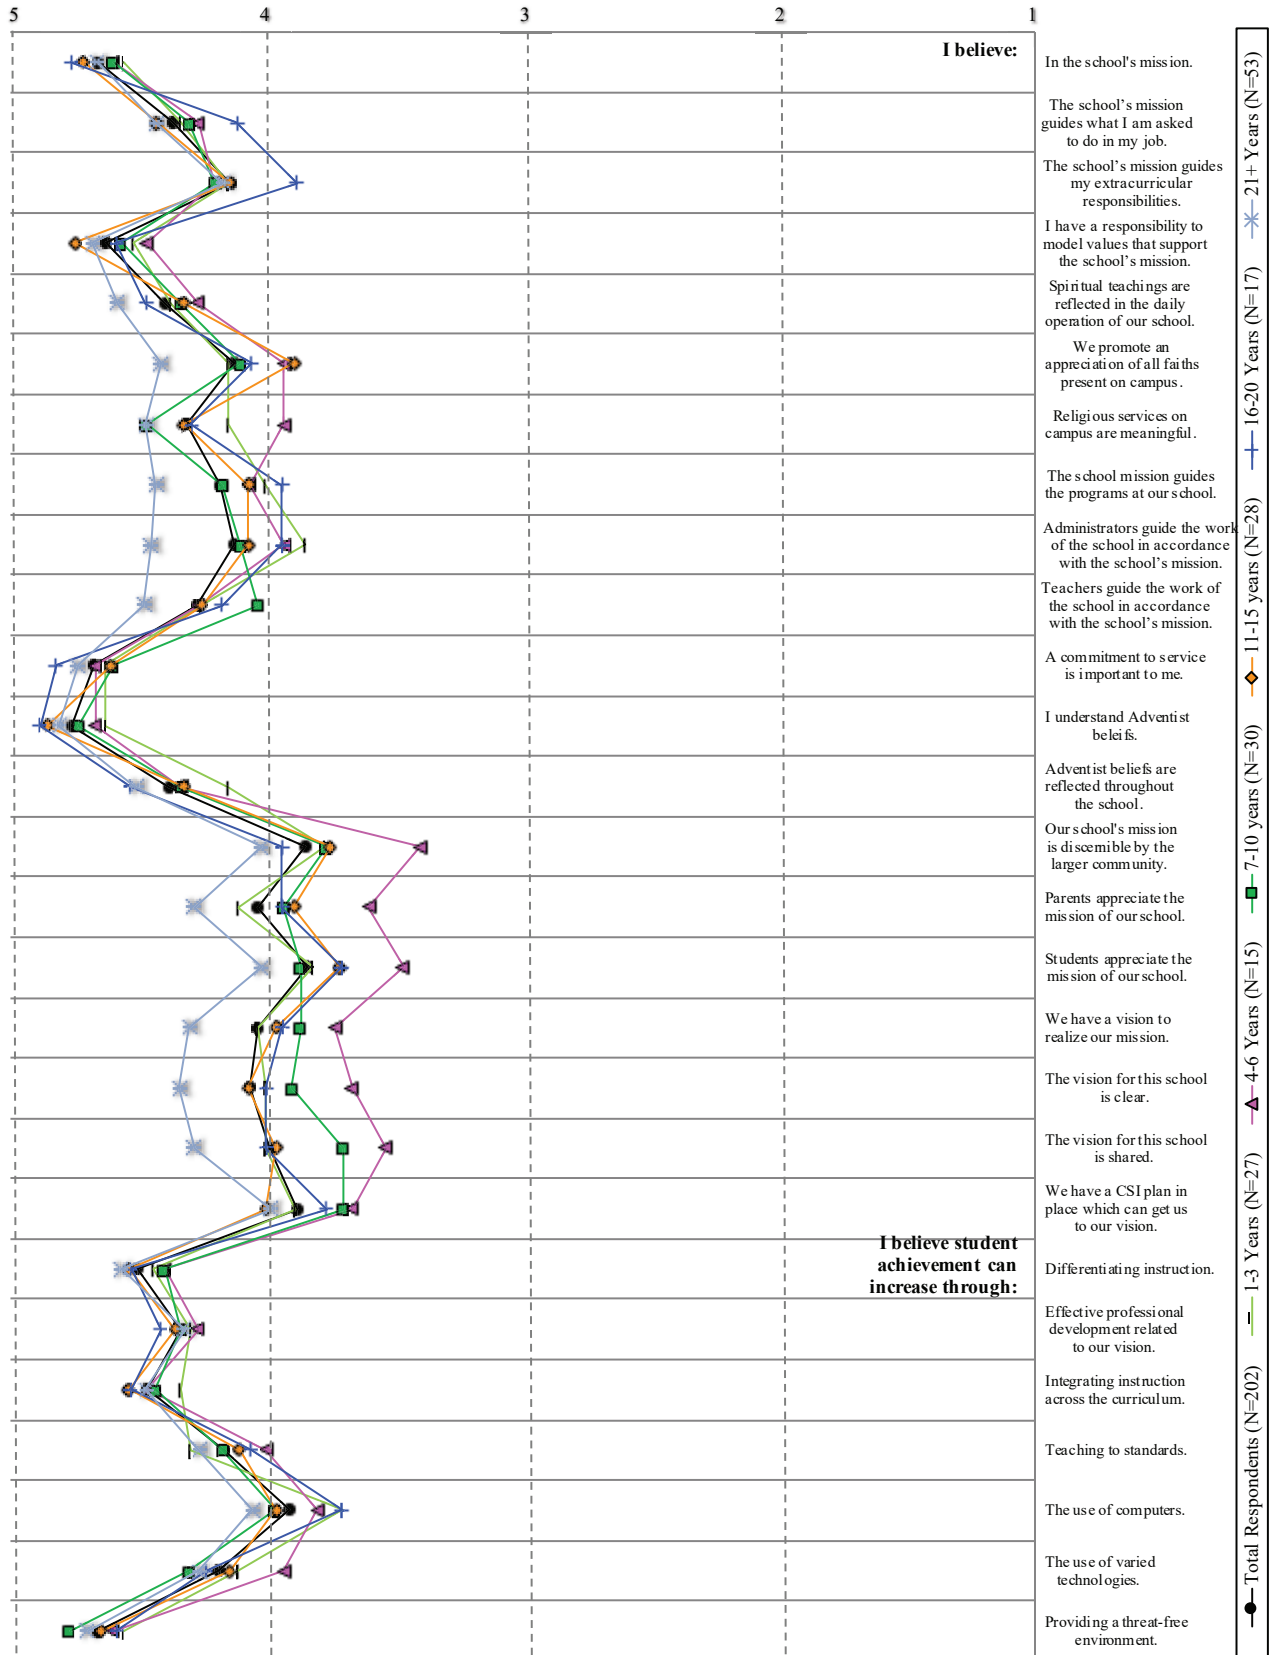 5 4 3 2 1
I believe:
In the school's mission.
The school’s mission
guides what I am asked
to do in my job.
The school’s mission guides
my extracurricular
responsibilities.
I have a responsibility to
model values that support
the school’s mission.
Spiritual teachings are
reflected in the daily
operation of our school.
We promote an
appreciation of all faiths
present on campus.
Religious services on
campus are meaningful.
The school mission guides
the programs at our school.
Administrators guide the work
of the school in accordance
with the school’s mission.
Teachers guide the work of
the school in accordance
with the school’s mission.
A commitment to service
is important to me.
I understand Adventist
beleifs.
Adventist beliefs are
reflected throughout
the school.
Our school's mission
is discernible by the
larger community.
Parents appreciate the
mission of our school.
Students appreciate the
mission of our school.
We have a vision to
realize our mission.
The vision for this school
is clear.
The vision for this school
is shared.
We have a CSI plan in
place which can get us
to our vision.
I believe student
achievement can
increase through:
Differentiating instruction.
Effective professional
development related
to our vision.
Integrating instruction
across the curriculum.
Teaching to standards.
The use of computers.
The use of varied
technologies.
Providing a threat-free
environment.
Total Respondents (N=202) 1-3 Years (N=27) 4-6 Years (N=15) 7-10 years (N=30) 11-15 years (N=28) 16-20 Years (N=17) 21+ Years (N=53)